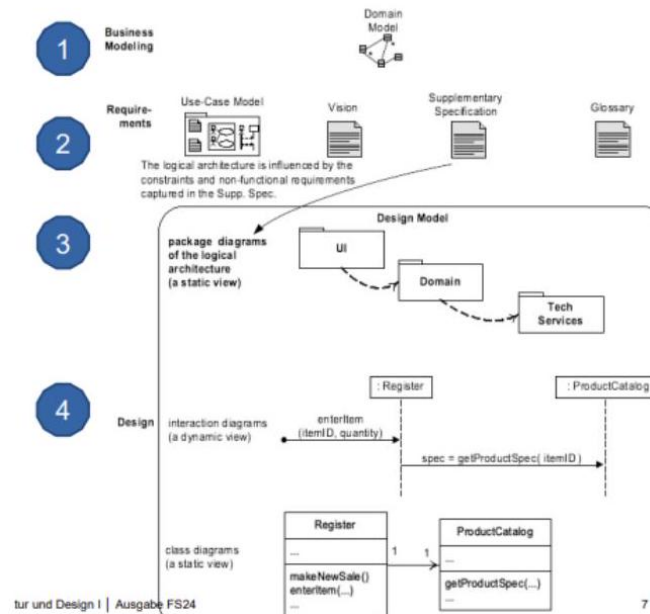 1
Business
Modeling
Domain
Model
2
Require-
ments
Use-Case Model
Vision
Supplementary
Specification
Glossary
The logical architecture is influenced by the
constraints and non-functional requirements
captured in the Supp. Spec.
3
Design Model
package diagrams
of the logical
architecture
(a static view)
UI
Domain
Tech
Services
4
Design
interaction diagrams
(a dynamic view)
: Register
: ProductCatalog
enterItem
(itemID, quantity)
spec = getProductSpec( itemID )
class diagrams
(a static view)
Register
...
makeNewSale()
enterItem(...)
...
1
1
ProductCatalog
...
getProductSpec(...)
...
tur und Design I | Ausgabe FS24
7